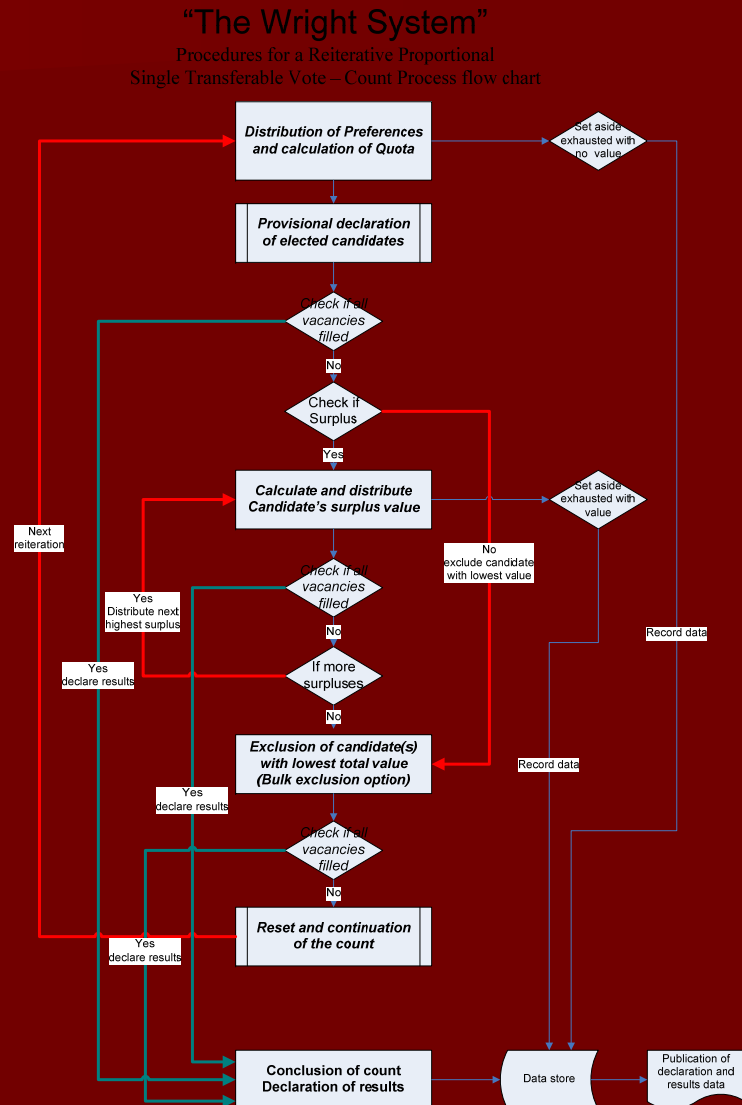 “The Wright System”
Procedures for a Reiterative Proportional
Single Transferable Vote – Count Process flow chart
Distribution of Preferences
and calculation of Quota
Set aside
exhausted with
no value
Provisional declaration
of elected candidates
Check if all
vacancies
filled
No
Check if
Surplus
Yes
Calculate and distribute
Candidate’s surplus value
Set aside
exhausted with
value
Next
reiteration
No
exclude candidate
with lowest value
Check if all
vacancies
filled
Yes
Distribute next
highest surplus
No
Record data
If more
surpluses
Yes
declare results
No
Exclusion of candidate(s)
with lowest total value
(Bulk exclusion option)
Record data
Yes
declare results
Check if all
vacancies
filled
No
Reset and continuation
of the count
Yes
declare results
Conclusion of count
Declaration of results
Data store
Publication of
declaration and
results data